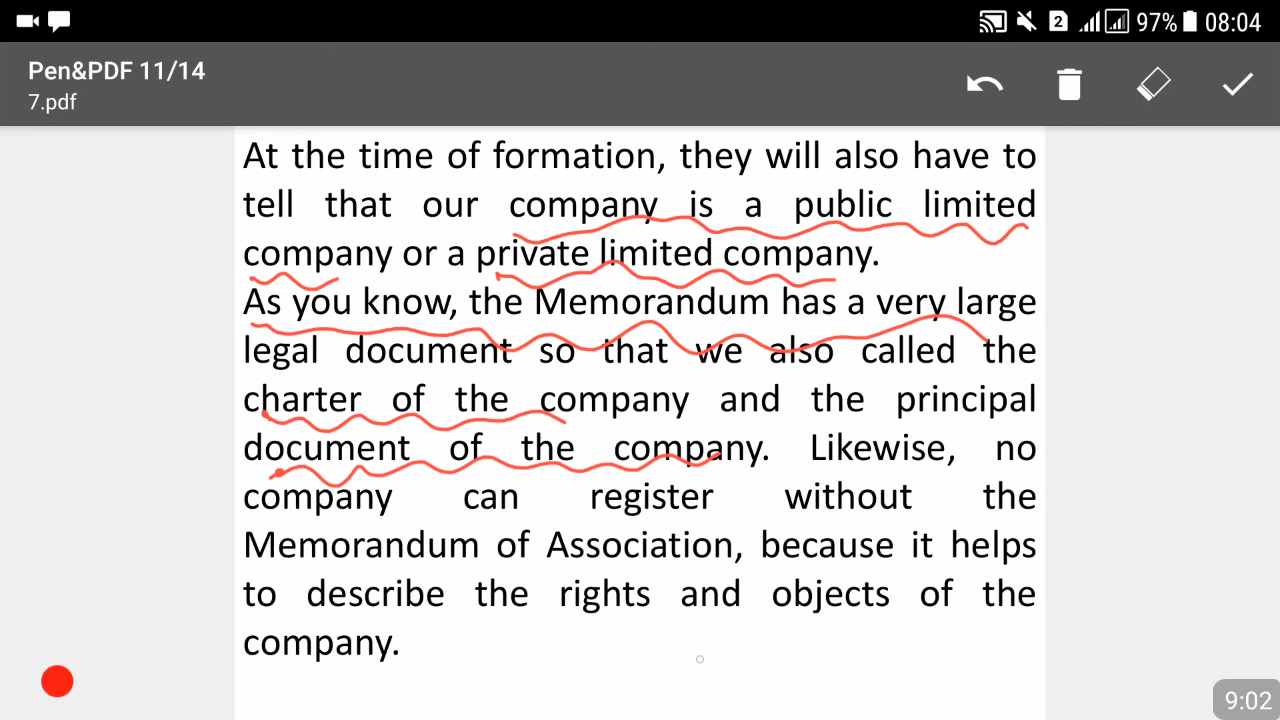 2 97% 08:04
Pen&PDF 11/14
7.pdf
At the time of formation, they will also have to
tell that our company is a public limited
company or a private limited company.
As you know, the Memorandum has a very large
legal document so that we also called the
charter of the company and the principal
document of the company. Likewise, no
company can register without the
Memorandum of Association, because it helps
to describe the rights and objects of the
company.
9:02